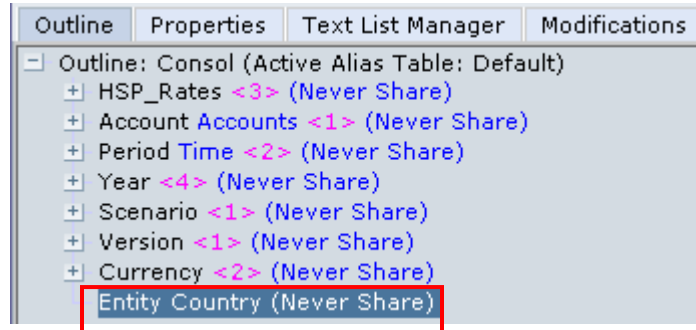 Outline Properties Text List Manager Modifications
Outline: Consol (Active Alias Table: Default)
HSP_Rates <3> (Never Share)
Account Accounts <1> (Never Share)
Period Time <2> (Never Share)
Year <4> (Never Share)
Scenario <1> (Never Share)
Version <1> (Never Share)
Currency <2> (Never Share)
Entity Country (Never Share)